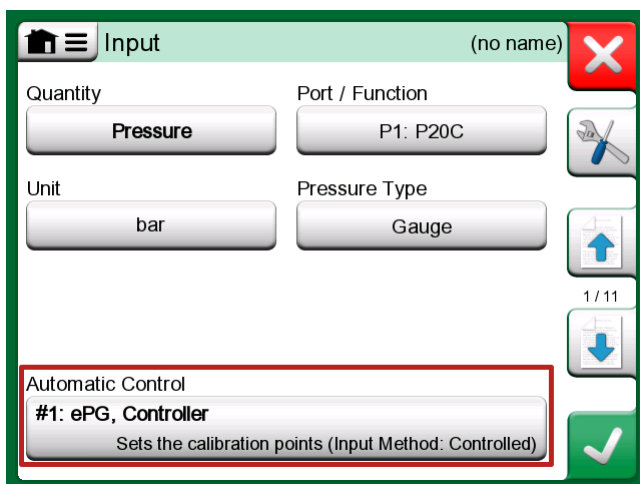 Input
(no name)
Quantity
Port / Function
Pressure
P1: P20C
Unit
Pressure Type
bar
Gauge
1 / 11
Automatic Control
#1: ePG, Controller
Sets the calibration points (Input Method: Controlled)